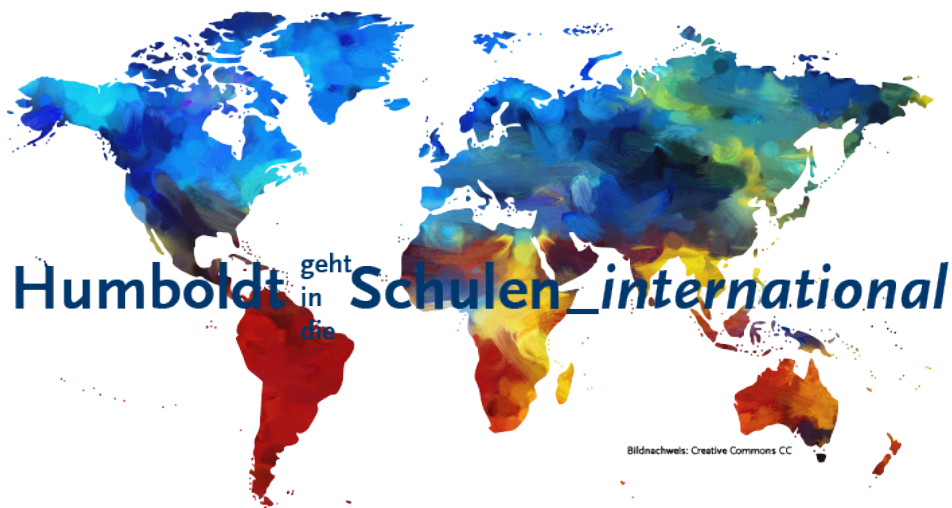 Humboldt geht in die Schulen_international
Bildnachweis: Creative Commons CC